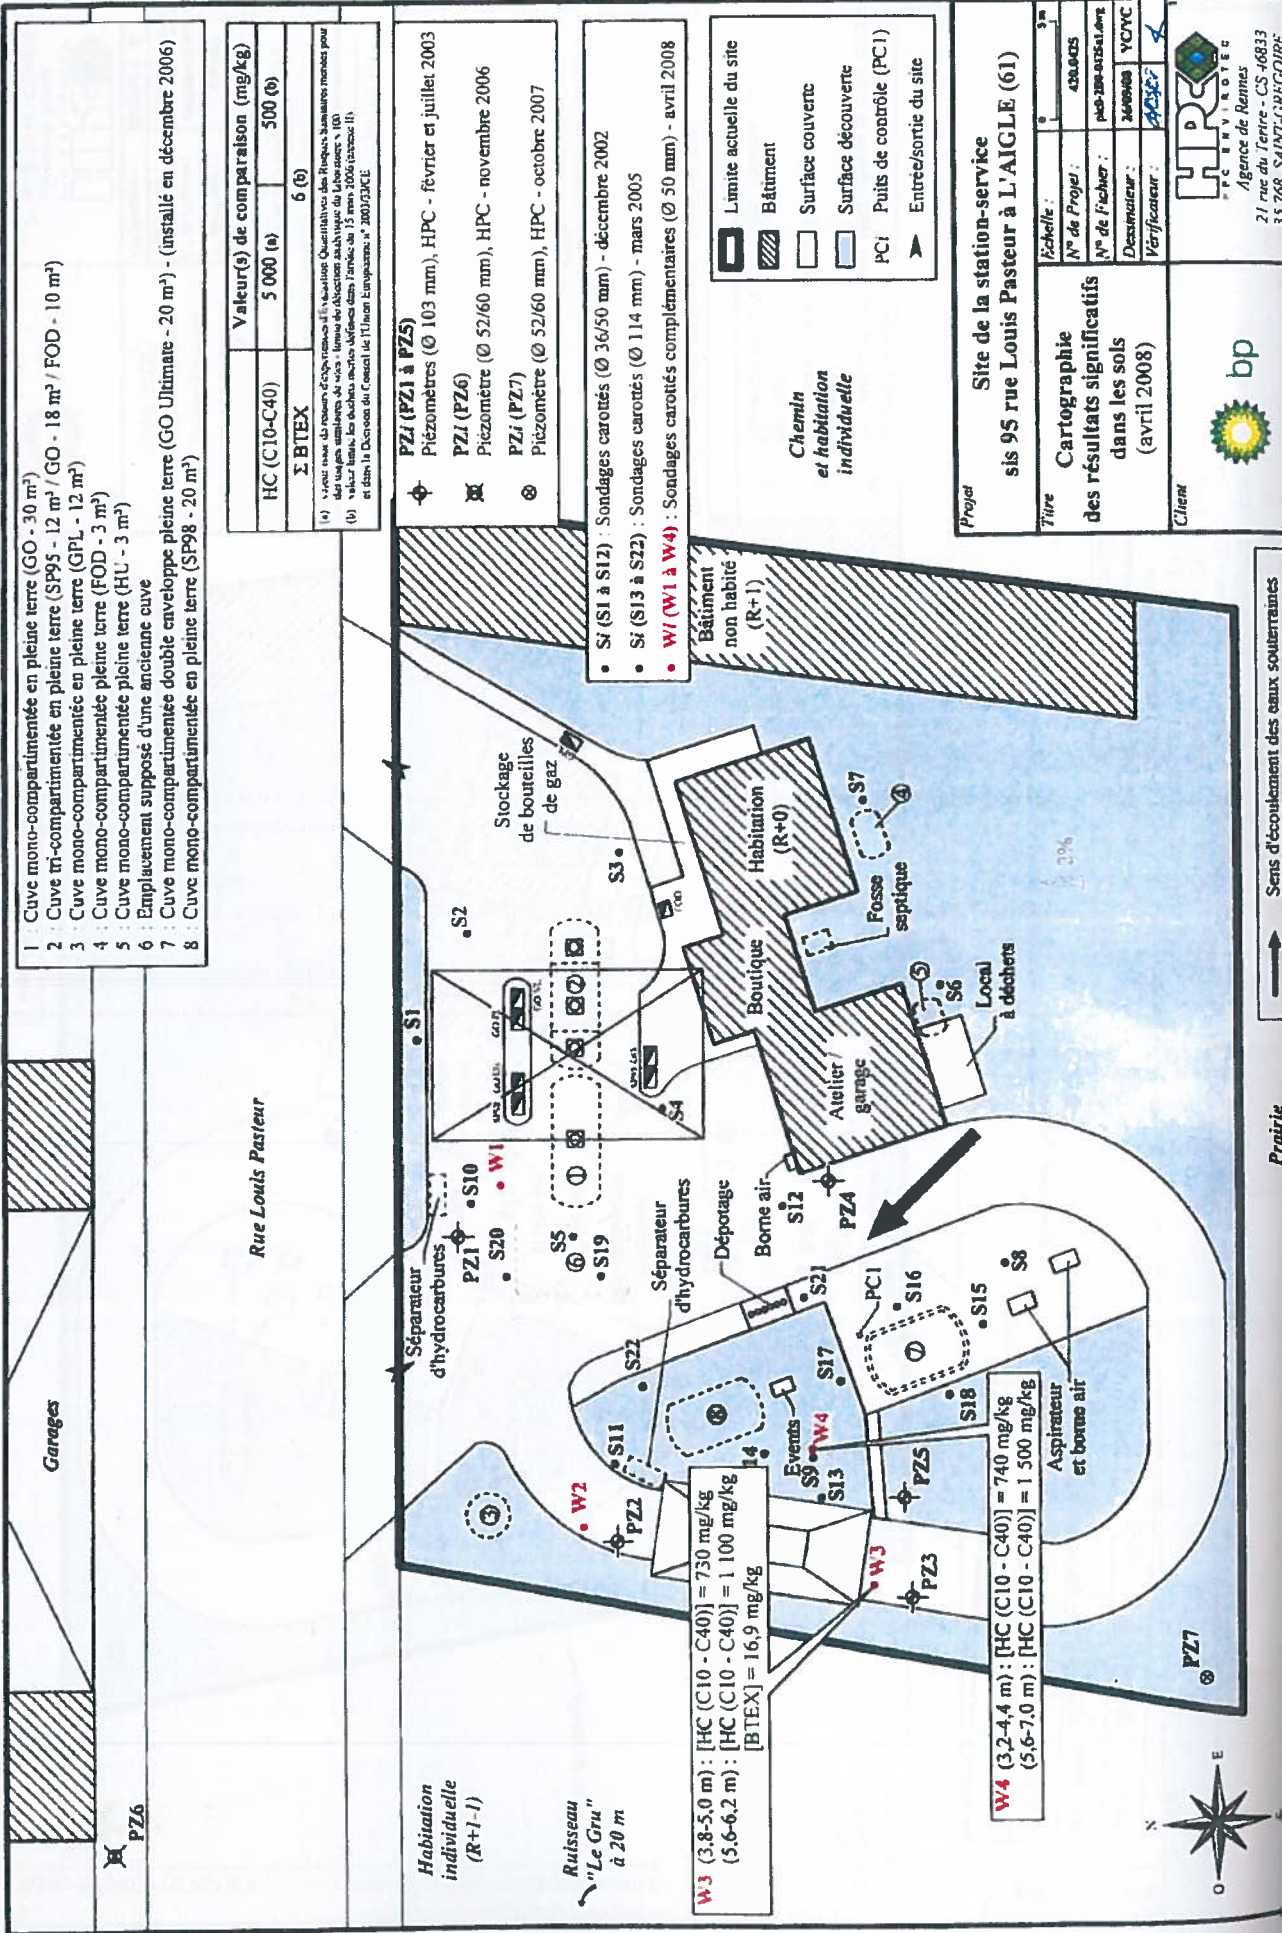 1 : Cuve mono-compartimentée en pleine terre (GO - 30 m³)
2 : Cuve tri-compartimentée en pleine terre (SP95 - 12 m³ / GO - 18 m³ / FOD - 10 m³)
3 : Cuve mono-compartimentée en pleine terre (GPL - 12 m³)
4 : Cuve mono-compartimentée pleine terre (FOD - 3 m³)
5 : Cuve mono-compartimentée pleine terre (HU - 3 m³)
6 : Emplacement supposé d'une ancienne cuve
7 : Cuve mono-compartimentée double enveloppe pleine terre (GO Ultimate - 20 m³) - (installé en décembre 2006)
8 : Cuve mono-compartimentée en pleine terre (SP98 - 20 m³)
Valeur(s) de comparaison (mg/kg)
HC (C10-C40)
5 000 (a)
500 (b)
Σ BTEX
6 (b)
PZi (PZ1 à PZ5)
Piézomètres (Ø 103 mm), HPC - février et juillet 2003
PZi (PZ6)
Piézomètre (Ø 52/60 mm), HPC - novembre 2006
PZi (PZ7)
Piézomètre (Ø 52/60 mm), HPC - octobre 2007
• Si (S1 à S12) : Sondages carottés (Ø 36/50 mm) - décembre 2002
• Si (S13 à S22) : Sondages carottés (Ø 114 mm) - mars 2005
• Wi (W1 à W4) : Sondages carottés complémentaires (Ø 50 mm) - avril 2008
Limite actuelle du site
Bâtiment
Surface couverte
Surface découverte
PCi Puits de contrôle (PC1)
Entrée/sortie du site
Garages
PZ6
Rue Louis Pasteur
Habitation
individuelle
(R+1-1)
Ruisseau
"Le Gru"
à 20 m
Chemin
et habitation
individuelle
Bâtiment
non habité
(R+1)
Stockage
de bouteilles
de gaz
S1
S2
S3
S4
Séparateur
d'hydrocarbures
PZ1
S10
W1
S20
S5
6
S19
1
2
Habitation
(R+0)
Boutique
Atelier /
garage
Fosse
septique
S7
4
5
S6
Local
à déchets
Borne air
S12
PZ4
Dépotage
Séparateur
d'hydrocarbures
S21
S22
S11
W2
PZ2
3
8
Events
S17
S9
W4
S13
14
PC1
S16
7
S15
S8
S18
PZ5
Aspirateur
et borne air
W3
PZ3
PZ7
W3 (3,8-5,0 m) : [HC (C10 - C40)] = 730 mg/kg
(5,6-6,2 m) : [HC (C10 - C40)] = 1 100 mg/kg
[BTEX] = 16,9 mg/kg
W4 (3,2-4,4 m) : [HC (C10 - C40)] = 740 mg/kg
(5,6-7,0 m) : [HC (C10 - C40)] = 1 500 mg/kg
Prairie
Sens d'écoulement des eaux souterraines
N
O
E
Projet
Site de la station-service
sis 95 rue Louis Pasteur à L'AIGLE (61)
Titre
Cartographie
des résultats significatifs
dans les sols
(avril 2008)
Echelle :
N° de Projet :
N° de Fichier :
Dessinateur :
YC/YC
Vérificateur :
Client
bp
HPC
HPC ENVIROTEC
Agence de Rennes
21 rue du Tertre - CS 46833